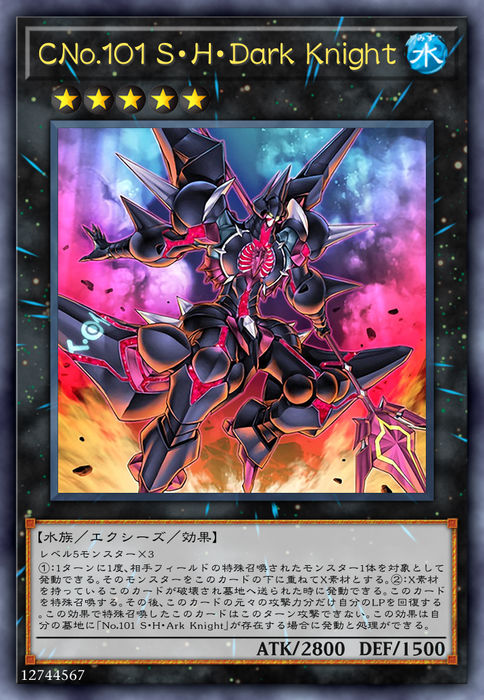 CNo.101 S・H・Dark Knight
みず
水
【水族／エクシーズ／効果】
レベル5モンスター×3
①:1ターンに1度、相手フィールドの特殊召喚されたモンスター1体を対象として
発動できる。そのモンスターをこのカードの下に重ねてX素材とする。②:X素材
を持っているこのカードが破壊され墓地へ送られた時に発動できる。このカード
を特殊召喚する。その後、このカードの元々の攻撃力分だけ自分のLPを回復する
。この効果で特殊召喚したこのカードはこのターン攻撃できない。この効果は自
分の墓地に「No.101 S・H・Ark Knight」が存在する場合に発動と処理ができる。
ATK/2800 DEF/1500
12744567